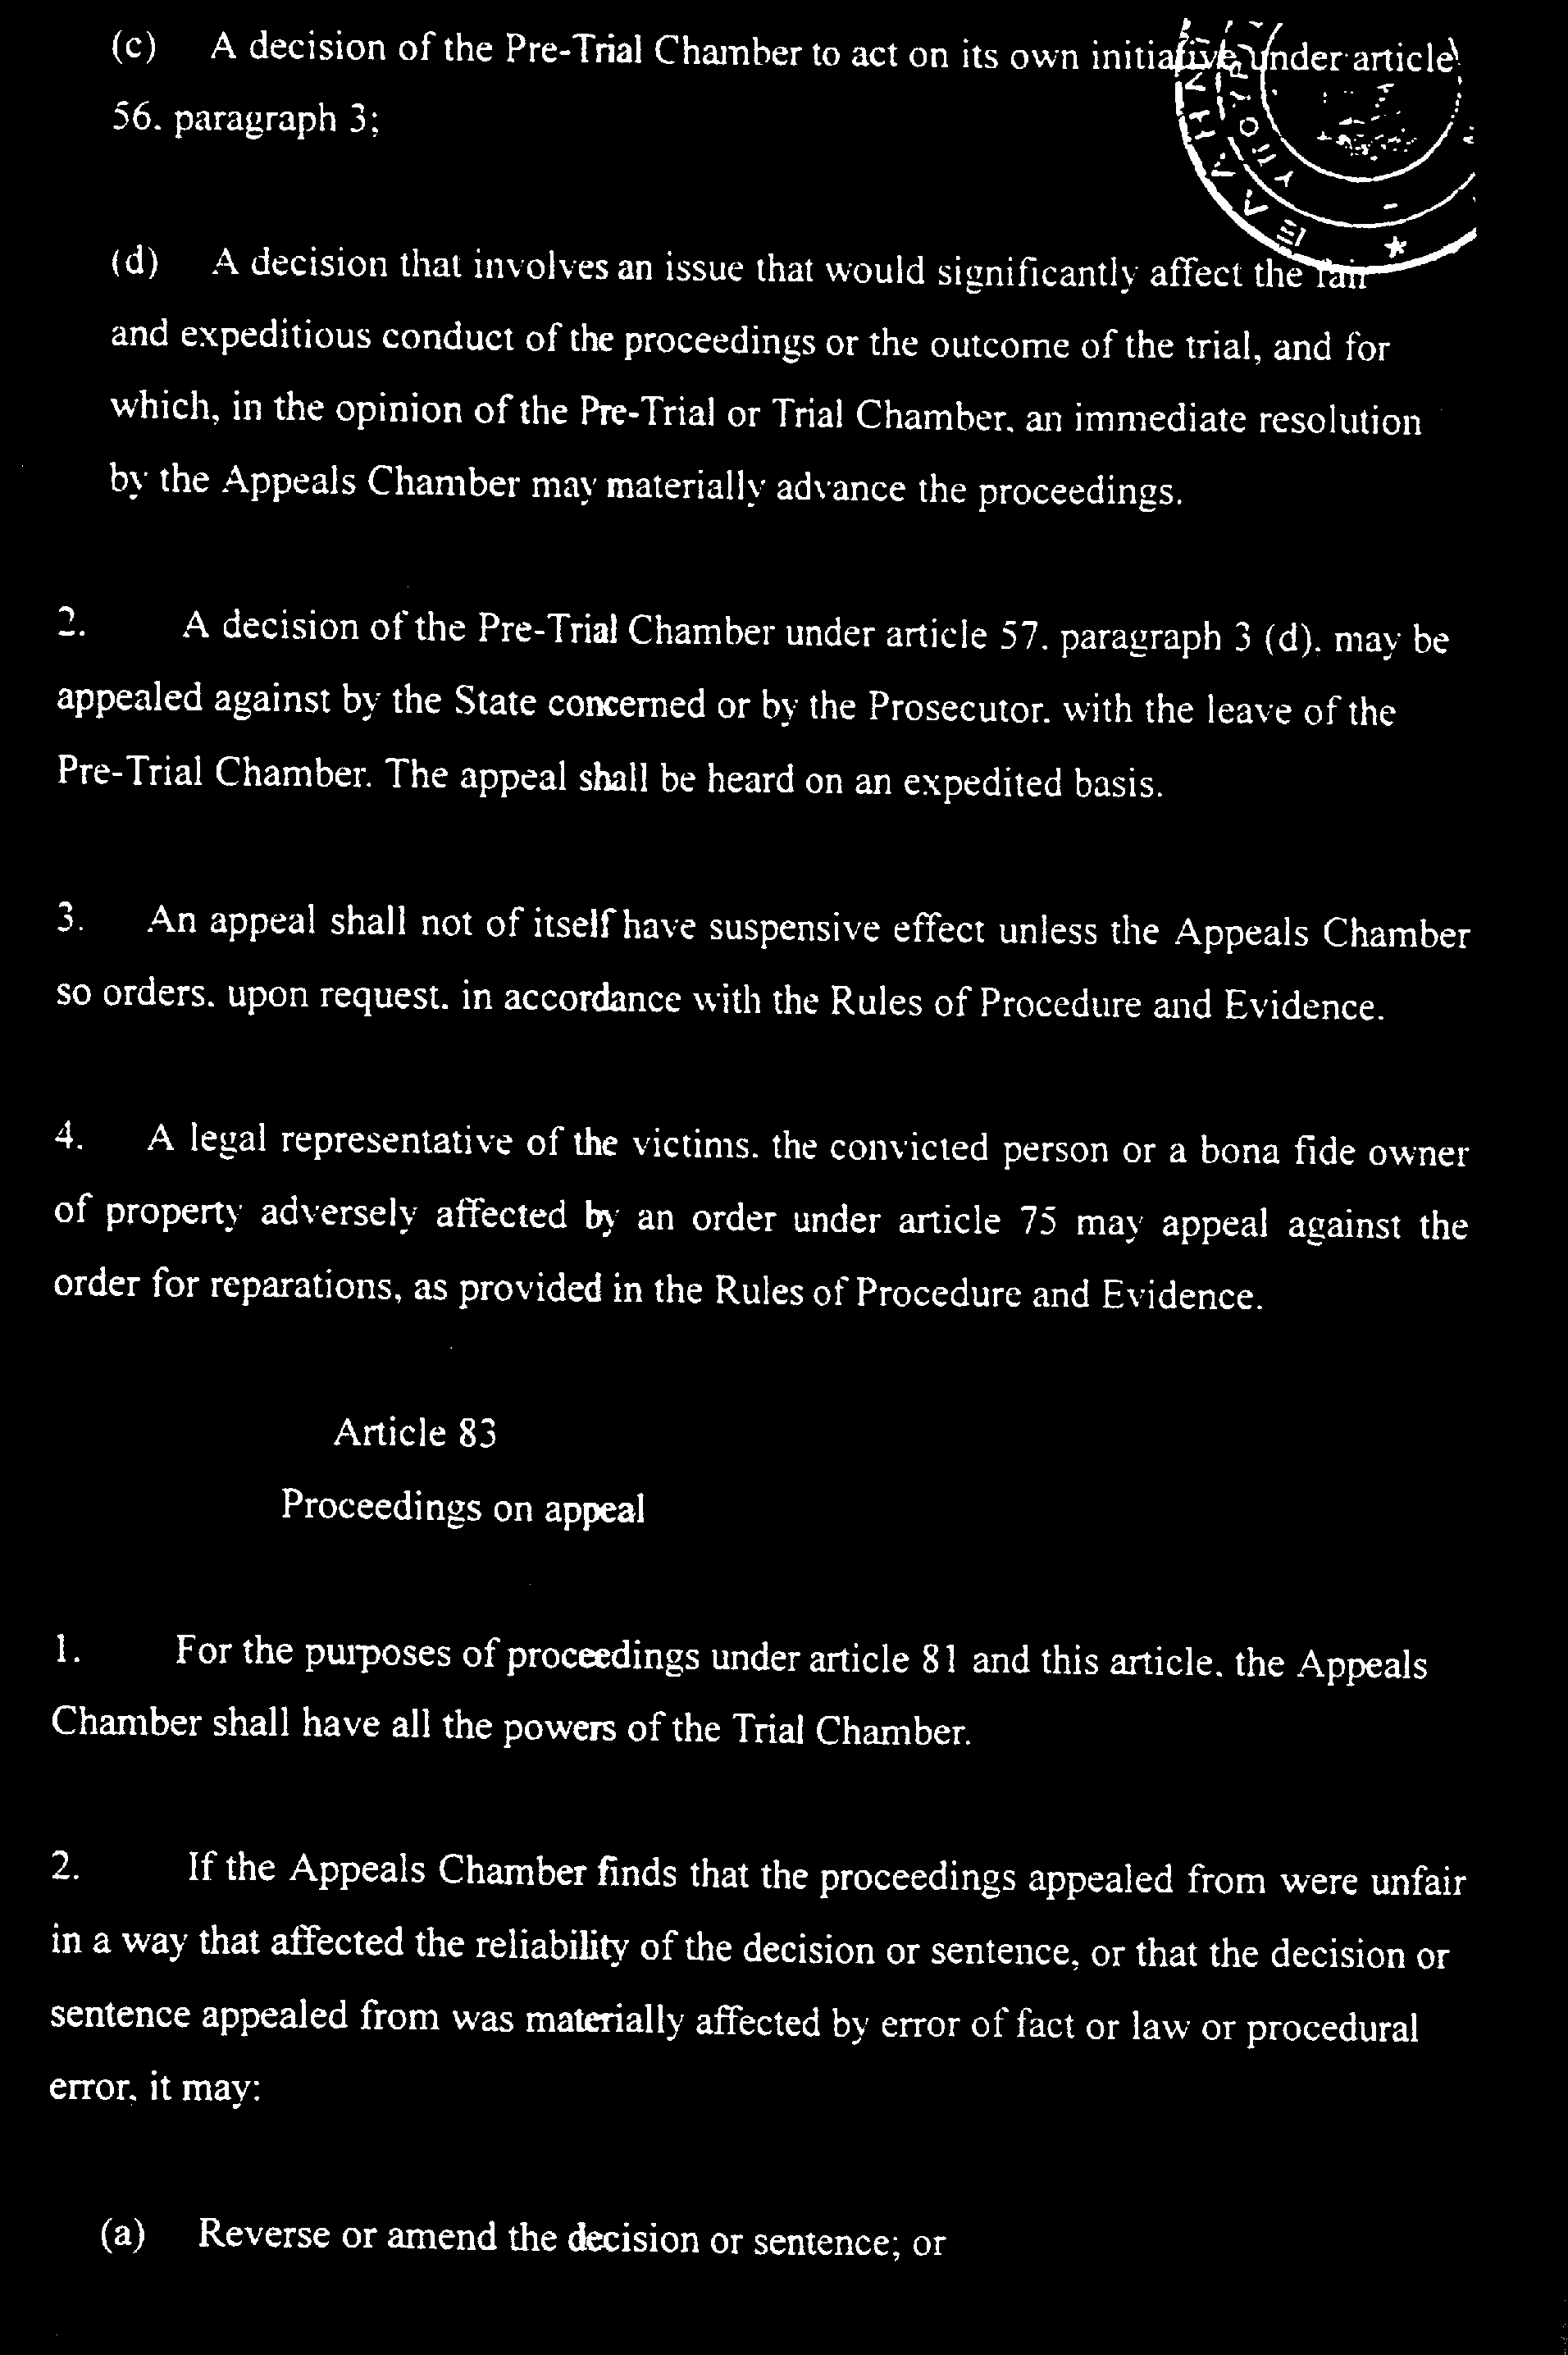 (c) A decision of the Pre-Trial Chamber to act on its own initiative under article
56, paragraph 3;
(d) A decision that involves an issue that would significantly affect the fair
and expeditious conduct of the proceedings or the outcome of the trial, and for
which, in the opinion of the Pre-Trial or Trial Chamber, an immediate resolution
by the Appeals Chamber may materially advance the proceedings.
2. A decision of the Pre-Trial Chamber under article 57, paragraph 3 (d), may be
appealed against by the State concerned or by the Prosecutor, with the leave of the
Pre-Trial Chamber. The appeal shall be heard on an expedited basis.
3. An appeal shall not of itself have suspensive effect unless the Appeals Chamber
so orders, upon request, in accordance with the Rules of Procedure and Evidence.
4. A legal representative of the victims, the convicted person or a bona fide owner
of property adversely affected by an order under article 75 may appeal against the
order for reparations, as provided in the Rules of Procedure and Evidence.
Article 83
Proceedings on appeal
1. For the purposes of proceedings under article 81 and this article, the Appeals
Chamber shall have all the powers of the Trial Chamber.
2. If the Appeals Chamber finds that the proceedings appealed from were unfair
in a way that affected the reliability of the decision or sentence, or that the decision or
sentence appealed from was materially affected by error of fact or law or procedural
error, it may:
(a) Reverse or amend the decision or sentence; or